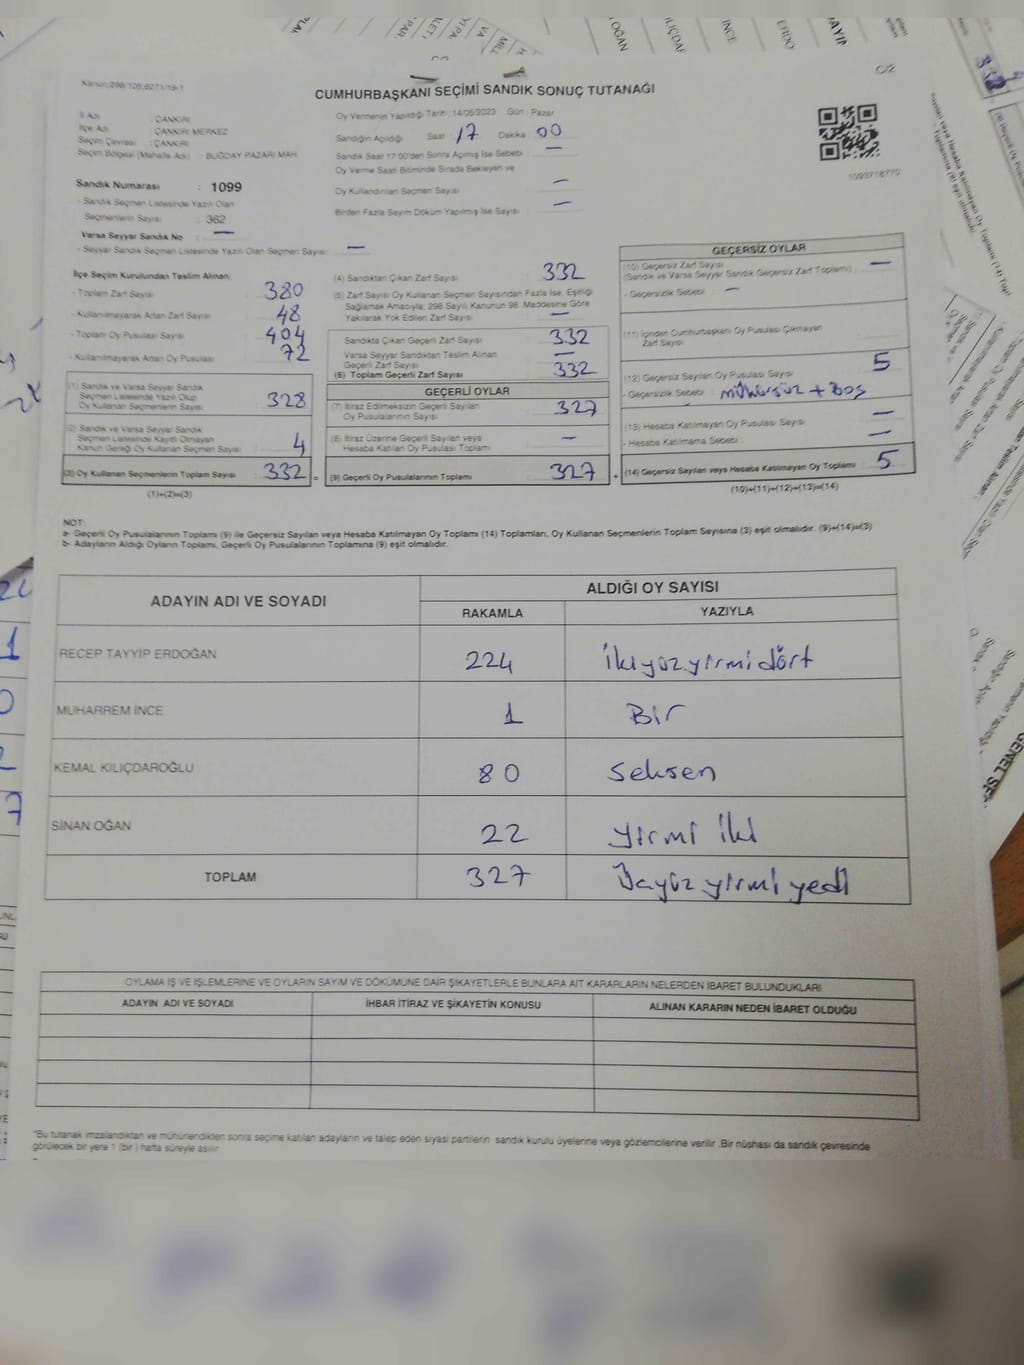 C/2
Kanun:298/105,6271/18-1
CUMHURBAŞKANI SEÇİMİ SANDIK SONUÇ TUTANAĞI
İl Adı : ÇANKIRI
İlçe Adı : ÇANKIRI MERKEZ
Seçim Çevresi : ÇANKIRI
Seçim Bölgesi (Mahalle Adı) : BUĞDAY PAZARI MAH.
Sandık Numarası : 1099
- Sandık Seçmen Listesinde Yazılı Olan
Seçmenlerin Sayısı : 362
Varsa Seyyar Sandık No : —
- Seyyar Sandık Seçmen Listesinde Yazılı Olan Seçmen Sayısı : —
Oy Vermenin Yapıldığı Tarih : 14/05/2023 Gün : Pazar
Sandığın Açıldığı Saat : 17 Dakika : 00
Sandık Saat 17:00'den Sonra Açımış İse Sebebi : —
Oy Verme Saati Bitiminde Sırada Bekleyen ve
Oy Kullandırılan Seçmen Sayısı —
Birden Fazla Sayım Döküm Yapılmış İse Sayısı : —
1093718770
İlçe Seçim Kurulundan Teslim Alınan:
- Toplam Zarf Sayısı 380
- Kullanılmayarak Artan Zarf Sayısı 48
- Toplam Oy Pusulası Sayısı 404
- Kullanılmayarak Artan Oy Pusulası 72
(1) Sandık ve Varsa Seyyar Sandık
Seçmen Listesinde Yazılı Olup
Oy Kullanan Seçmenlerin Sayısı 328
(2) Sandık ve Varsa Seyyar Sandık
Seçmen Listesinde Kayıtlı Olmayan
Kanun Gereği Oy Kullanan Seçmen Sayısı 4
(3) Oy Kullanan Seçmenlerin Toplam Sayısı 332 =
(1)+(2)=(3)
(4) Sandıktan Çıkan Zarf Sayısı 332
(5) Zarf Sayısı Oy Kullanan Seçmen Sayısından Fazla İse, Eşitliği
Sağlamak Amacıyla; 298 Sayılı Kanunun 98. Maddesine Göre
Yakılarak Yok Edilen Zarf Sayısı : —
Sandıkta Çıkan Geçerli Zarf Sayısı 332
Varsa Seyyar Sandıktan Teslim Alınan
Geçerli Zarf Sayısı —
(6) Toplam Geçerli Zarf Sayısı 332
GEÇERLİ OYLAR
(7) İtiraz Edilmeksizin Geçerli Sayılan
Oy Pusulalarının Sayısı 327
(8) İtiraz Üzerine Geçerli Sayılan veya
Hesaba Katılan Oy Pusulası Toplamı —
(9) Geçerli Oy Pusulalarının Toplamı 327 +
GEÇERSİZ OYLAR
(10) Geçersiz Zarf Sayısı —
(Sandık ve Varsa Seyyar Sandık Geçersiz Zarf Toplamı)
- Geçersizlik Sebebi : —
(11) İçinden Cumhurbaşkanı Oy Pusulası Çıkmayan
Zarf Sayısı
(12) Geçersiz Sayılan Oy Pusulası Sayısı 5
- Geçersizlik Sebebi : mühürsüz + Boş
(13) Hesaba Katılmayan Oy Pusulası Sayısı —
- Hesaba Katılmama Sebebi : —
(14) Geçersiz Sayılan veya Hesaba Katılmayan Oy Toplamı 5
(10)+(11)+(12)+(13)=(14)
NOT:
a- Geçerli Oy Pusulalarının Toplamı (9) ile Geçersiz Sayılan veya Hesaba Katılmayan Oy Toplamı (14) Toplamları, Oy Kullanan Seçmenlerin Toplam Sayısına (3) eşit olmalıdır. (9)+(14)=(3)
b- Adayların Aldığı Oyların Toplamı, Geçerli Oy Pusulalarının Toplamına (9) eşit olmalıdır.
ADAYIN ADI VE SOYADI ALDIĞI OY SAYISI
RAKAMLA YAZIYLA
RECEP TAYYİP ERDOĞAN 224 İkiyüzyirmidört
MUHARREM İNCE 1 Bir
KEMAL KILIÇDAROĞLU 80 Seksen
SİNAN OĞAN 22 yirmi iki
TOPLAM 327 Üçyüzyirmiyedi
OYLAMA İŞ VE İŞLEMLERİNE VE OYLARIN SAYIM VE DÖKÜMÜNE DAİR ŞİKAYETLERLE BUNLARA AİT KARARLARIN NELERDEN İBARET BULUNDUKLARI
ADAYIN ADI VE SOYADI İHBAR İTİRAZ VE ŞİKAYETİN KONUSU ALINAN KARARIN NEDEN İBARET OLDUĞU
*Bu tutanak imzalandıktan ve mühürlendikten sonra seçime katılan adayların ve talep eden siyasi partilerin sandık kurulu üyelerine veya gözlemcilerine verilir .Bir nüshası da sandık çevresinde
görülecek bir yere 1 (bir ) hafta süreyle asılır.